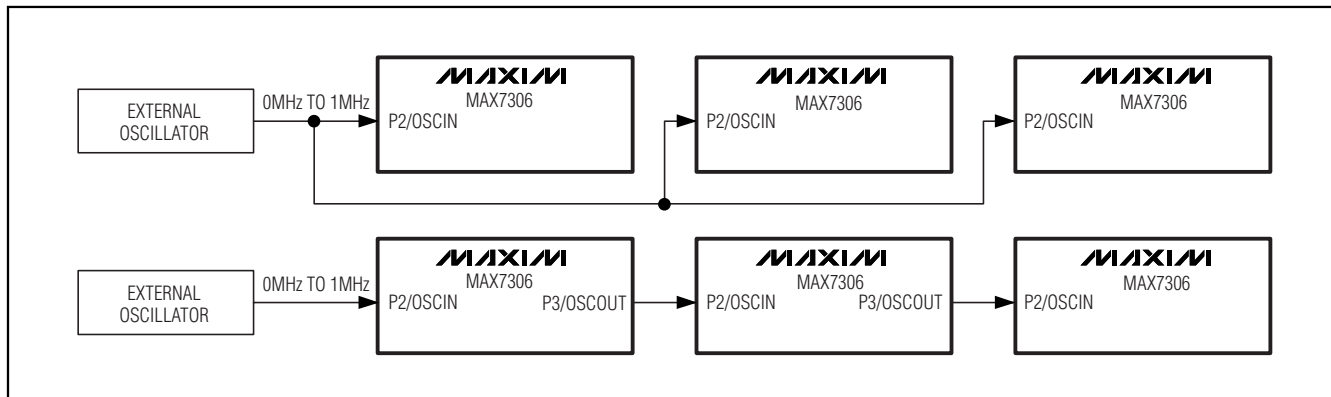 MAXIM
MAX7306
P2/OSCIN
MAXIM
MAX7306
P2/OSCIN
MAXIM
MAX7306
P2/OSCIN
EXTERNAL
OSCILLATOR
0MHz TO 1MHz
MAXIM
MAX7306
P2/OSCIN
P3/OSCOUT
MAXIM
MAX7306
P2/OSCIN
P3/OSCOUT
MAXIM
MAX7306
P2/OSCIN
EXTERNAL
OSCILLATOR
0MHz TO 1MHz